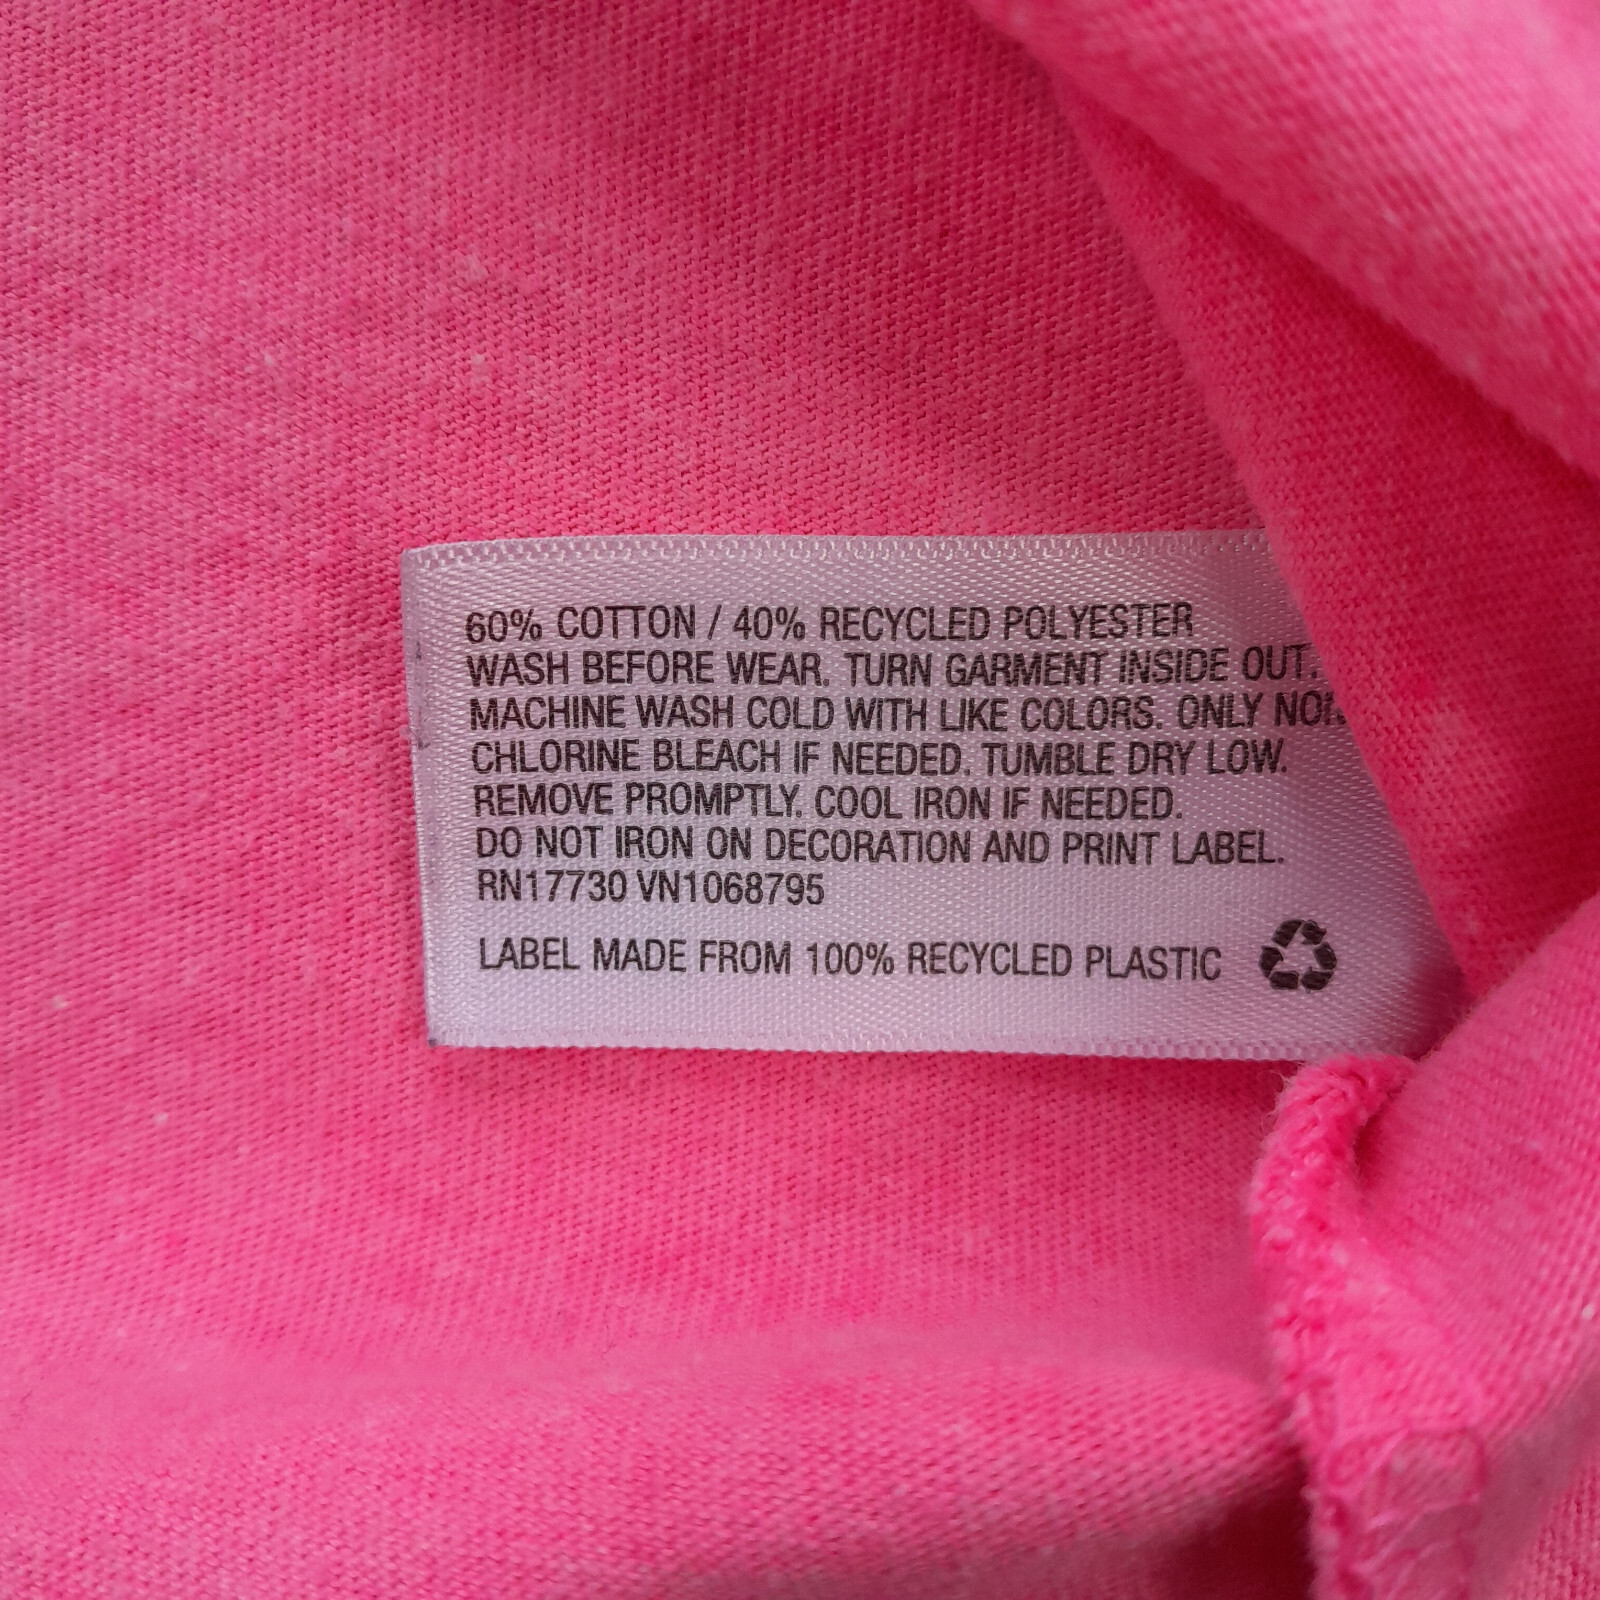 60% COTTON / 40% RECYCLED POLYESTER
WASH BEFORE WEAR. TURN GARMENT INSIDE OUT.
MACHINE WASH COLD WITH LIKE COLORS. ONLY
CHLORINE BLEACH IF NEEDED. TUMBLE DRY LOW.
REMOVE PROMPTLY. COOL IRON IF NEEDED.
DO NOT IRON ON DECORATION AND PRINT LABEL.
RN17730 VN1068795
LABEL MADE FROM 100% RECYCLED PLASTIC